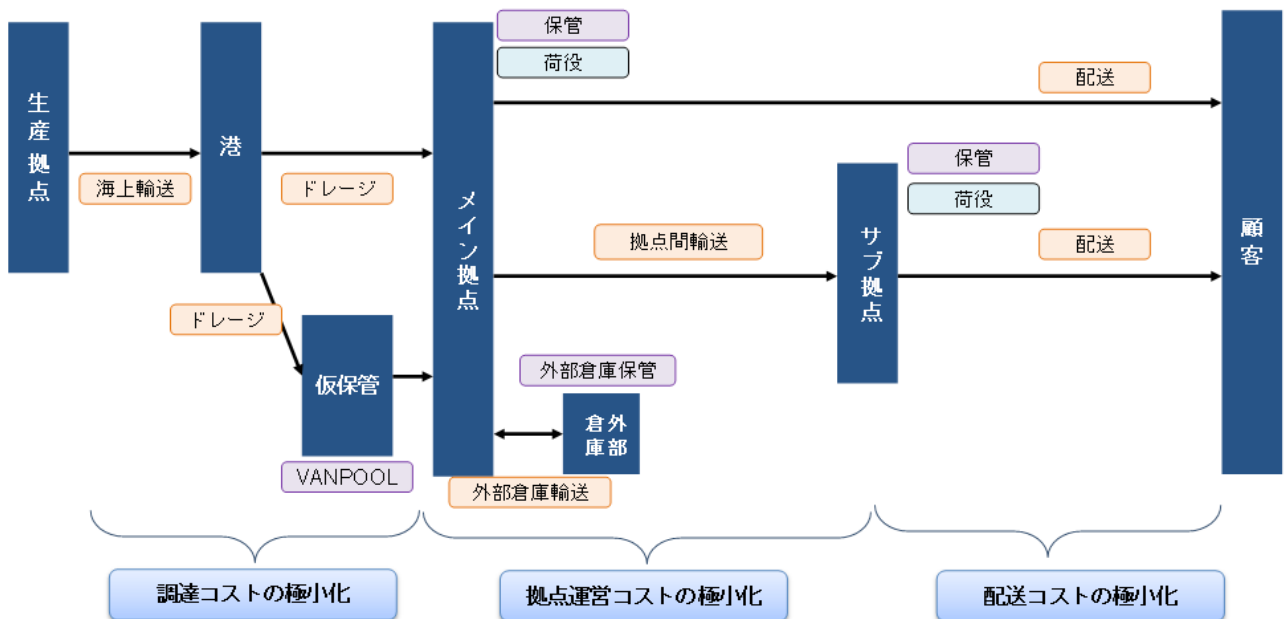 生産拠点
海上輸送
港
ドレージ
ドレージ
仮保管
VANPOOL
メイン拠点
保管
荷役
配送
拠点間輸送
外部倉庫保管
外部倉庫
外部倉庫輸送
サブ拠点
保管
荷役
配送
顧客
調達コストの極小化
拠点運営コストの極小化
配送コストの極小化